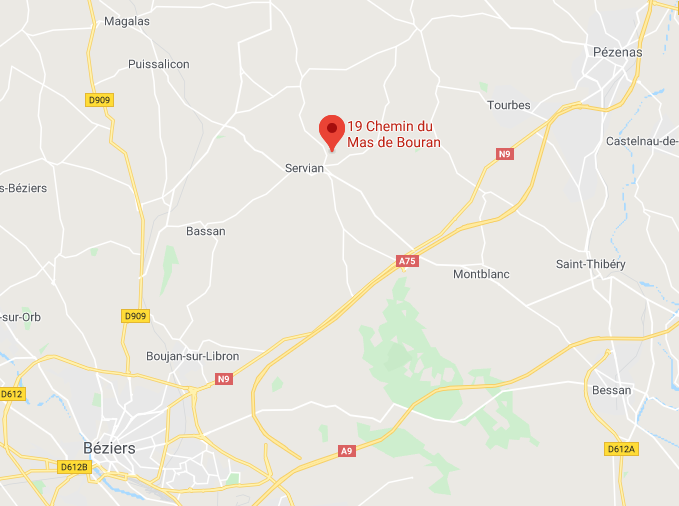 Magalas
Pézenas
Puissalicon
D909
Tourbes
19 Chemin du
Mas de Bouran
Castelnau-de-
N9
Servian
s-Béziers
Bassan
A75
Saint-Thibéry
Montblanc
D909
-sur-Orb
Boujan-sur-Libron
N9
D612
Bessan
Béziers
A9
D612A
D612B